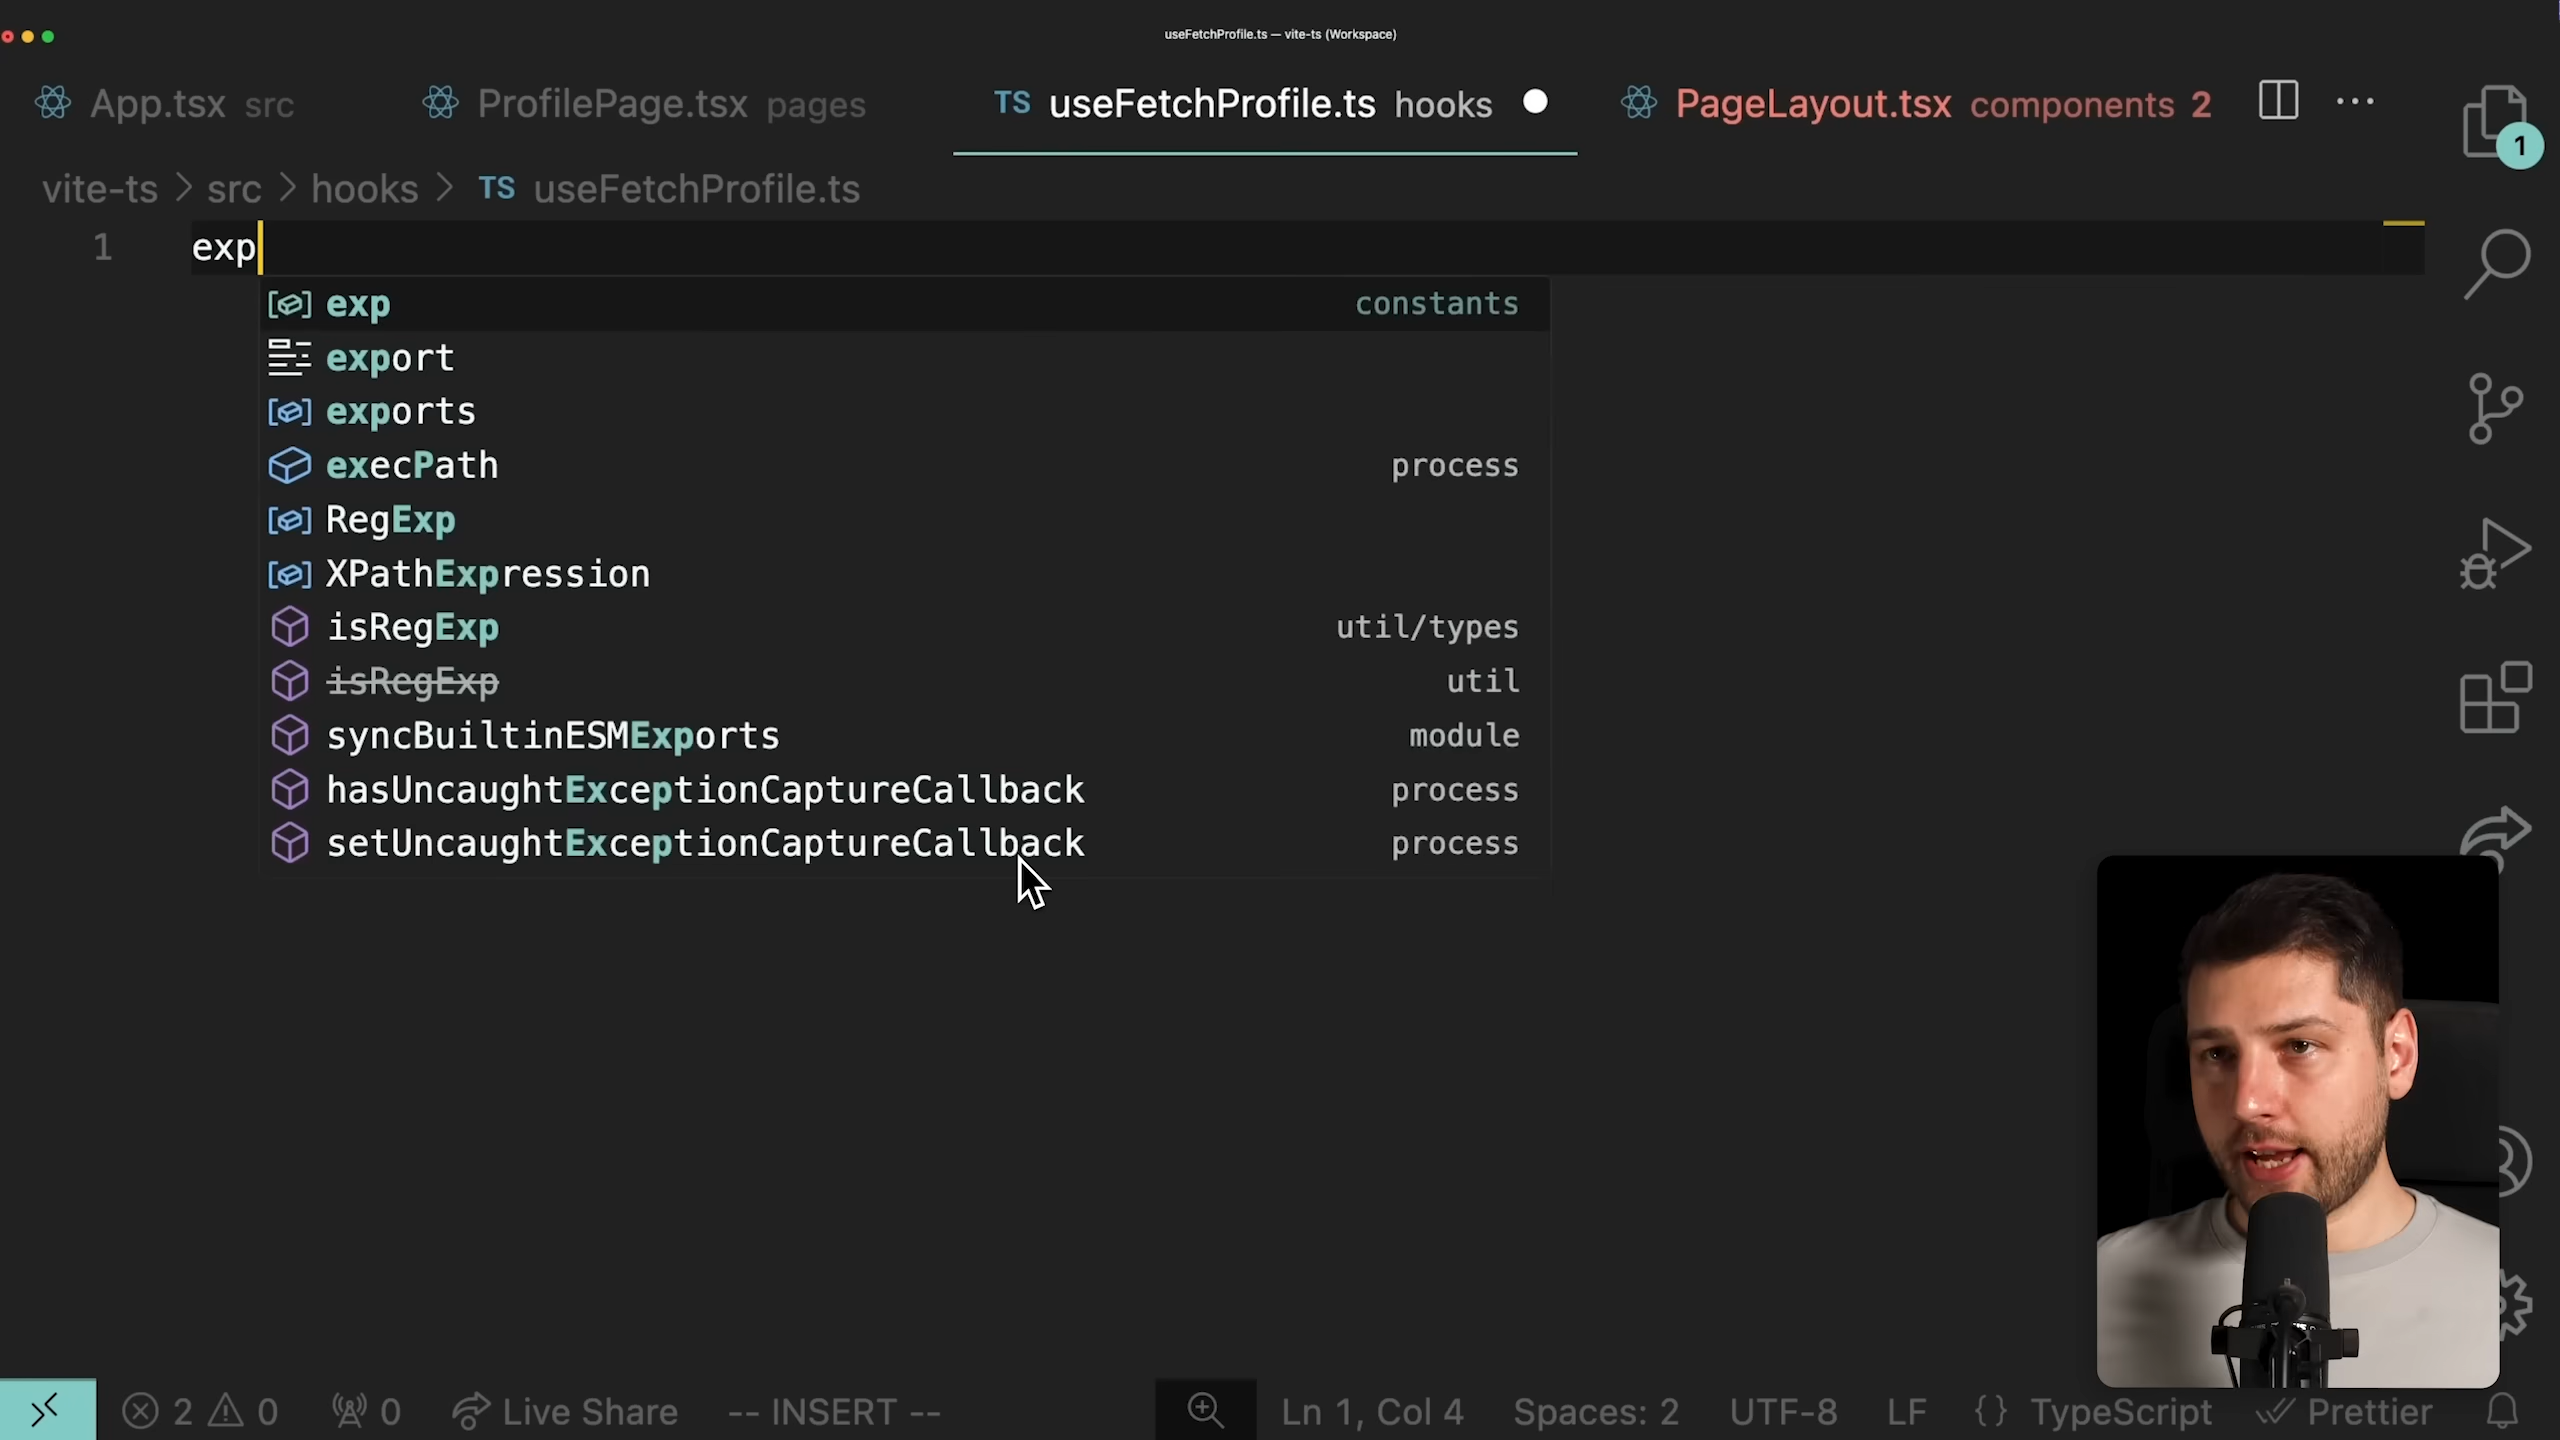 useFetchProfile.ts — vite-ts (Workspace)
App.tsx src ProfilePage.tsx pages TS useFetchProfile.ts hooks PageLayout.tsx components 2
1
vite-ts > src > hooks > TS useFetchProfile.ts
1 exp
exp constants
export
exports
execPath process
RegExp
XPathExpression
isRegExp util/types
isRegExp util
syncBuiltinESMExports module
hasUncaughtExceptionCaptureCallback process
setUncaughtExceptionCaptureCallback process
2 0 0 Live Share -- INSERT -- Ln 1, Col 4 Spaces: 2 UTF-8 LF {} TypeScript Prettier